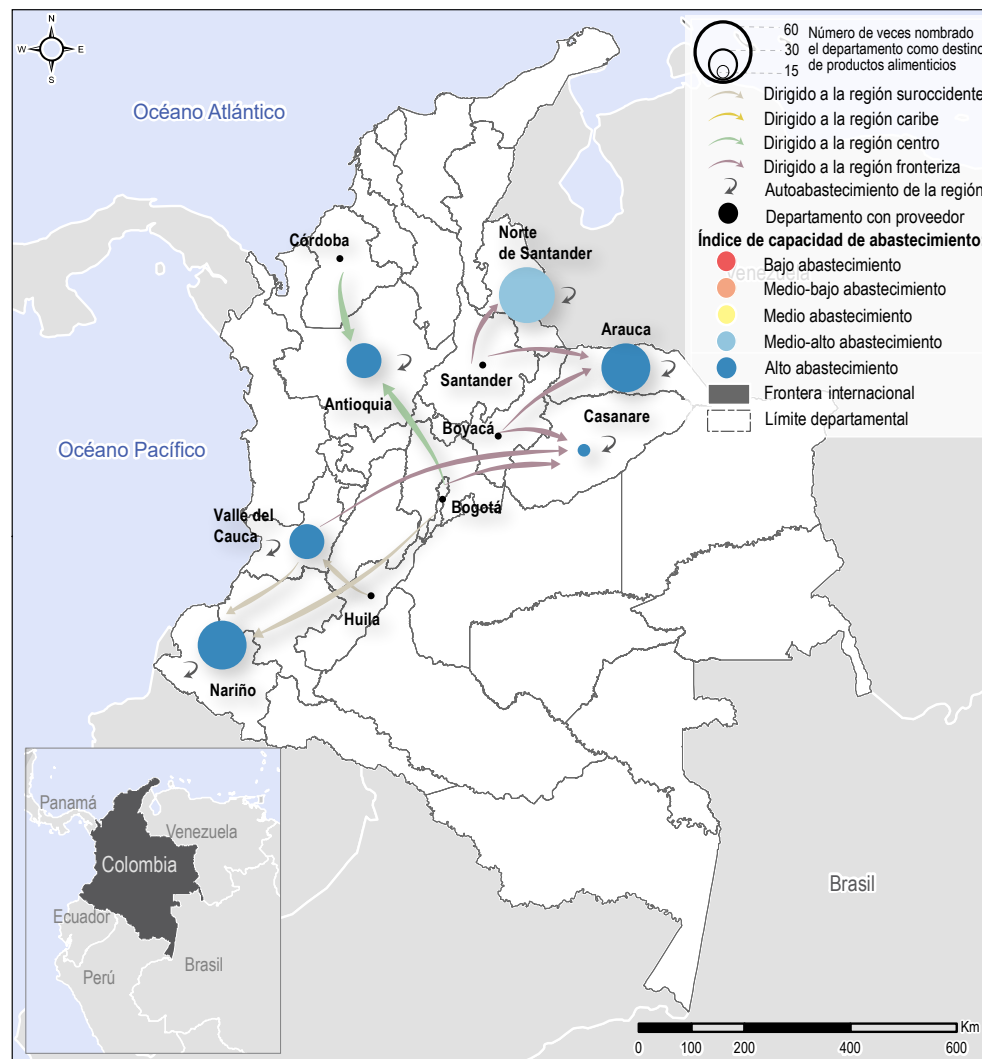 N
W
E
S
Océano Atlántico
Océano Pacífico
60
30
15
Número de veces nombrado
el departamento como destino
de productos alimenticios
Dirigido a la región suroccidente
Dirigido a la región caribe
Dirigido a la región centro
Dirigido a la región fronteriza
Autoabastecimiento de la región
Departamento con proveedor
Índice de capacidad de abastecimiento
Venezuela
Bajo abastecimiento
Medio-bajo abastecimiento
Medio abastecimiento
Medio-alto abastecimiento
Alto abastecimiento
Frontera internacional
Límite departamental
Córdoba
Norte
de Santander
Arauca
Santander
Antioquia
Boyacá
Casanare
Bogotá
Valle del
Cauca
Huila
Nariño
Brasil
Panamá
Venezuela
Colombia
Ecuador
Perú
Brasil
Km
0
100
200
400
600